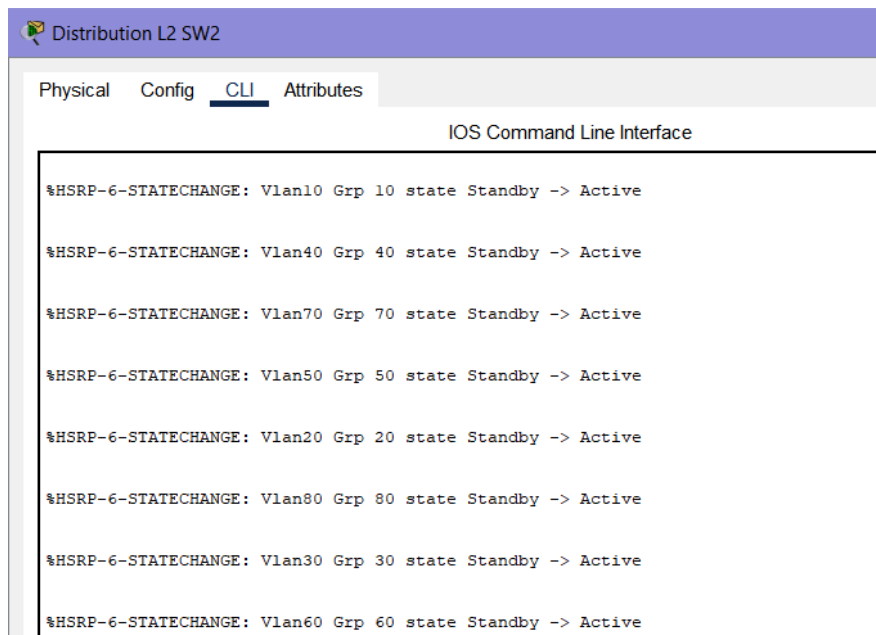 Distribution L2 SW2
Physical Config CLI Attributes
IOS Command Line Interface
%HSRP-6-STATECHANGE: Vlan10 Grp 10 state Standby -> Active
%HSRP-6-STATECHANGE: Vlan40 Grp 40 state Standby -> Active
%HSRP-6-STATECHANGE: Vlan70 Grp 70 state Standby -> Active
%HSRP-6-STATECHANGE: Vlan50 Grp 50 state Standby -> Active
%HSRP-6-STATECHANGE: Vlan20 Grp 20 state Standby -> Active
%HSRP-6-STATECHANGE: Vlan80 Grp 80 state Standby -> Active
%HSRP-6-STATECHANGE: Vlan30 Grp 30 state Standby -> Active
%HSRP-6-STATECHANGE: Vlan60 Grp 60 state Standby -> Active